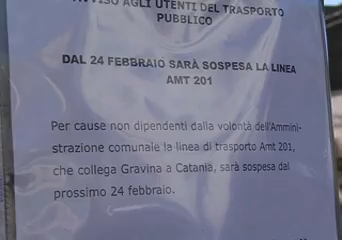 AVVISO AGLI UTENTI DEL TRASPORTO
PUBBLICO
DAL 24 FEBBRAIO SARÀ SOSPESA LA LINEA
AMT 201
Per cause non dipendenti dalla volontà dell'Ammini-
strazione comunale la linea di trasporto Amt 201,
che collega Gravina a Catania, sarà sospesa dal
prossimo 24 febbraio.